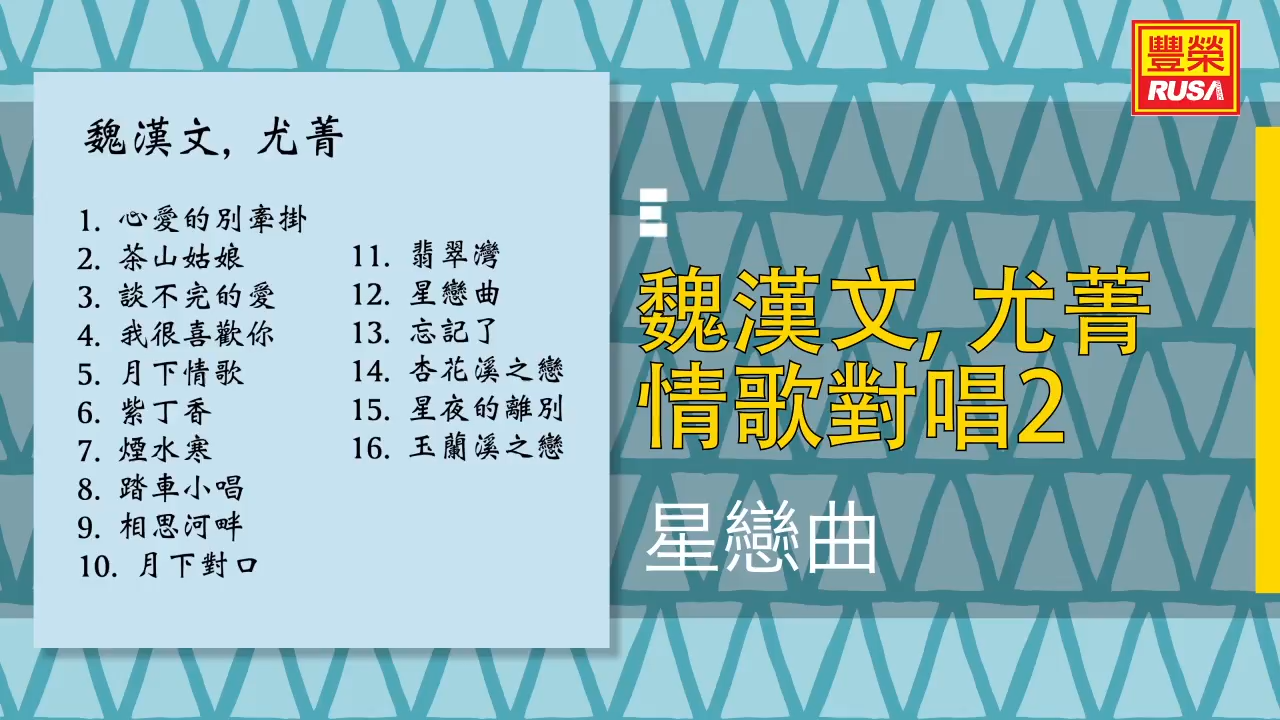 魏漢文, 尤菁
1. 心愛的別牽掛
2. 茶山姑娘
3. 談不完的愛
4. 我很喜歡你
5. 月下情歌
6. 紫丁香
7. 煙水寒
8. 踏車小唱
9. 相思河畔
10. 月下對口
11. 翡翠灣
12. 星戀曲
13. 忘記了
14. 杏花溪之戀
15. 星夜的離別
16. 玉蘭溪之戀
豐榮
RUSA
魏漢文, 尤菁
情歌對唱2
星戀曲